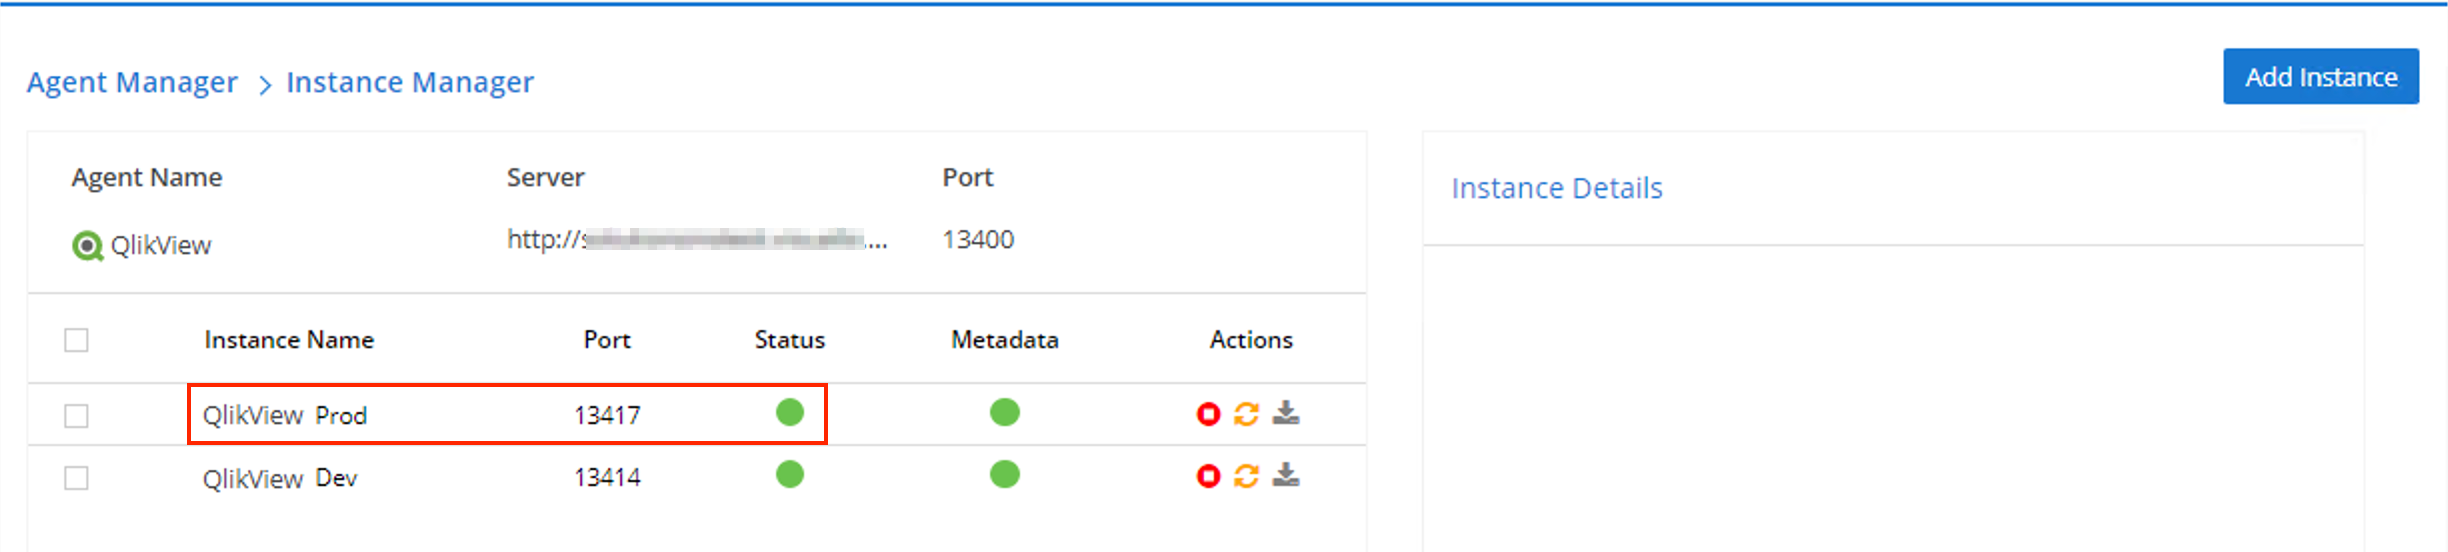 Agent Manager > Instance Manager
Add Instance
Agent Name Server Port
QlikView http://s ... 13400
Instance Details
Instance Name Port Status Metadata Actions
QlikView Prod 13417
QlikView Dev 13414